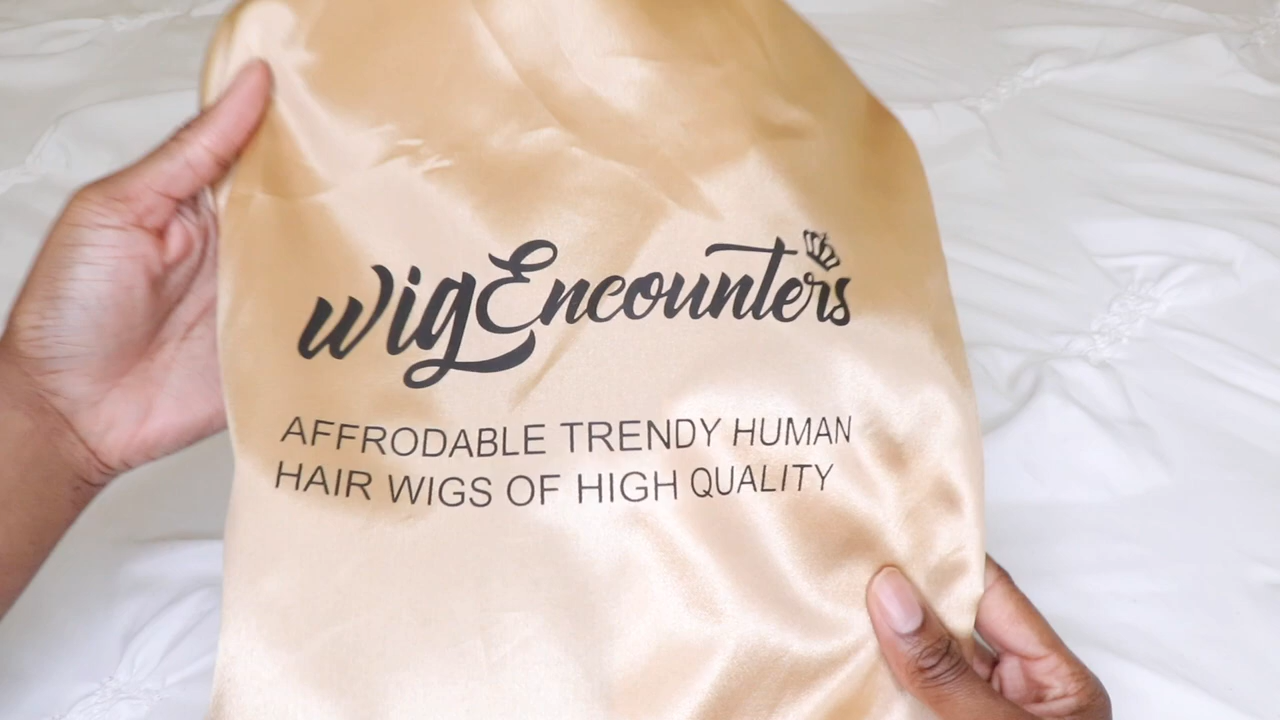 wigEncounters
AFFRODABLE TRENDY HUMAN
HAIR WIGS OF HIGH QUALITY